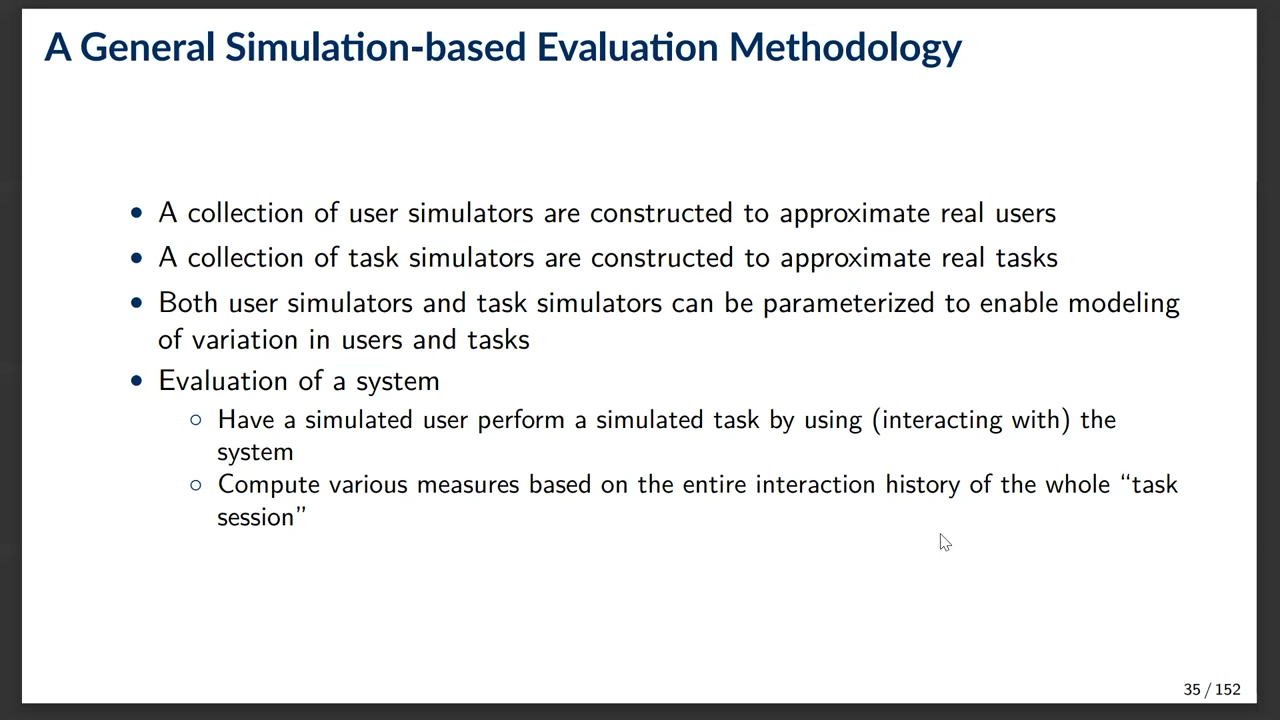 A General Simulation-based Evaluation Methodology
• A collection of user simulators are constructed to approximate real users
• A collection of task simulators are constructed to approximate real tasks
• Both user simulators and task simulators can be parameterized to enable modeling
of variation in users and tasks
• Evaluation of a system
○ Have a simulated user perform a simulated task by using (interacting with) the
system
○ Compute various measures based on the entire interaction history of the whole “task
session”
35 / 152